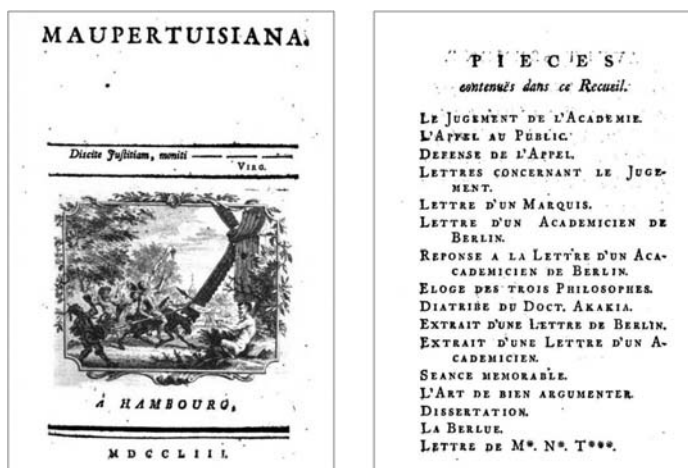 MAUPERTUISIANA.
Discite Juſtitiam, moniti
VIRG.
à HAMBOURG,
MDCCLIII.
PIECES
contenuës dans ce Recueil.
LE JUGEMENT DE L'ACADEMIE.
L'APPEL AU PUBLIC.
DEFENSE DE L'APPEL.
LETTRES CONCERNANT LE JUGE-
MENT.
LETTRE D'UN MARQUIS.
LETTRE D'UN ACADEMICIEN DE
BERLIN.
REPONSE A LA LETTRE D'UN ACA-
CADEMICIEN DE BERLIN.
ELOGE DES TROIS PHILOSOPHES.
DIATRIBE DU DOCT. AKAKIA.
EXTRAIT D'UNE LETTRE DE BERLIN.
EXTRAIT D'UNE LETTRE D'UN A-
CADEMICIEN.
SEANCE MEMORABLE.
L'ART DE BIEN ARGUMENTER.
DISSERTATION.
LA BERLUE.
LETTRE DE M*. N*. T***.